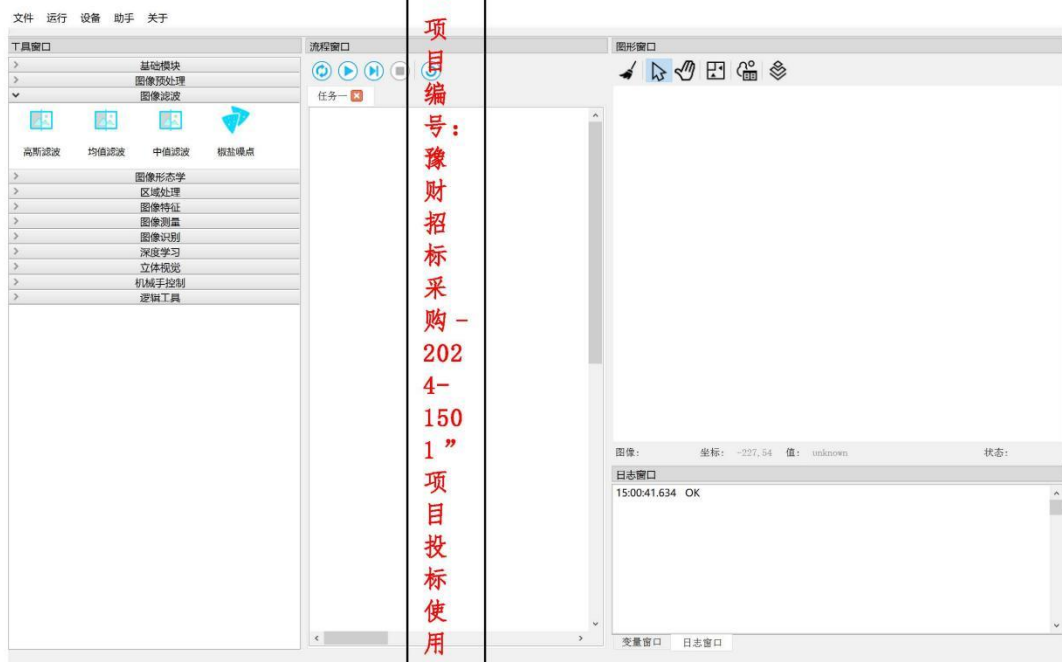 文件 运行 设备 助手 关于
工具窗口
基础模块
图像预处理
图像滤波
高斯滤波 均值滤波 中值滤波 椒盐噪点
图像形态学
区域处理
图像特征
图像测量
图像识别
深度学习
立体视觉
机械手控制
逻辑工具
流程窗口
任务一
项
目
编
号：
豫
财
招
标
采
购-
202
4-
150
1”
项
目
投
标
使
用
图形窗口
图像: 坐标: -227,54 值: unknown 状态:
日志窗口
15:00:41.634 OK
变量窗口 日志窗口